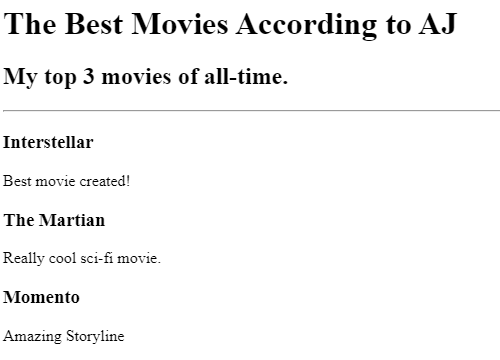 The Best Movies According to AJ
My top 3 movies of all-time.
Interstellar
Best movie created!
The Martian
Really cool sci-fi movie.
Momento
Amazing Storyline